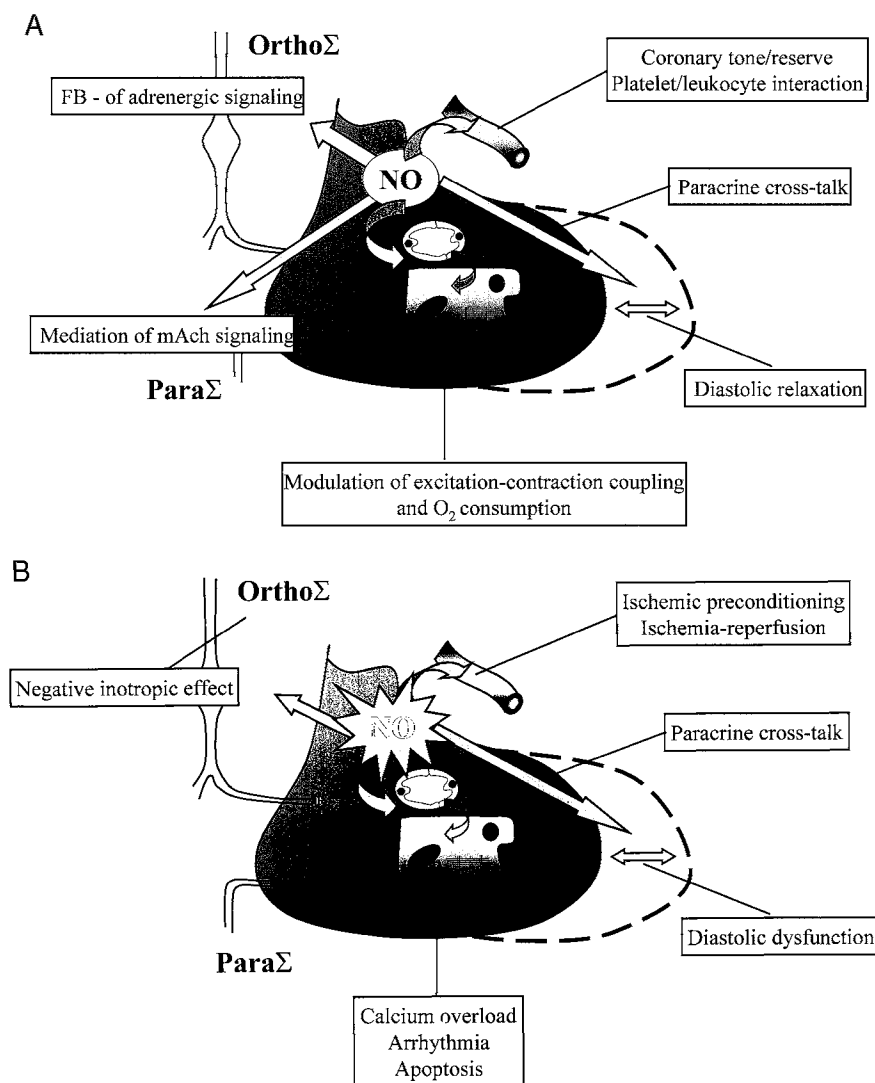 A
OrthoΣ
Coronary tone/reserve
Platelet/leukocyte interaction
FB - of adrenergic signaling
NO
Paracrine cross-talk
Mediation of mAch signaling
ParaΣ
Diastolic relaxation
Modulation of excitation-contraction coupling
and O₂ consumption
B
OrthoΣ
Ischemic preconditioning
Ischemia-reperfusion
Negative inotropic effect
NO
Paracrine cross-talk
Diastolic dysfunction
ParaΣ
Calcium overload
Arrhythmia
Apoptosis